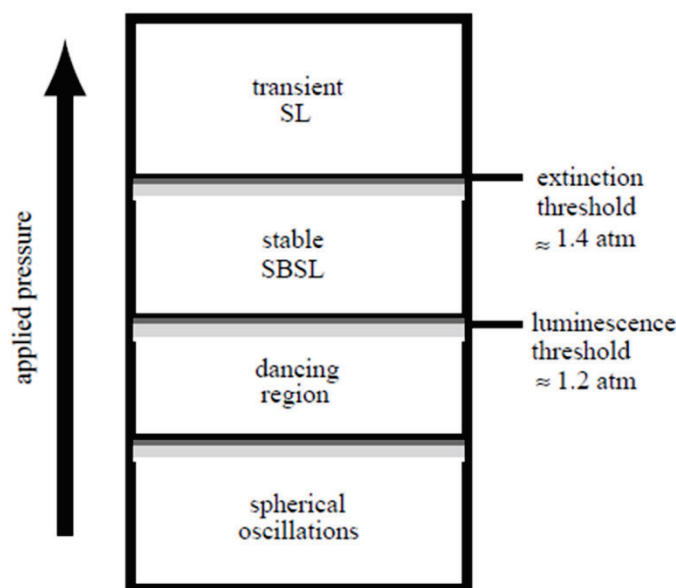 transient
SL
extinction
threshold
≈ 1.4 atm
stable
SBSL
luminescence
threshold
≈ 1.2 atm
dancing
region
spherical
oscillations
applied pressure